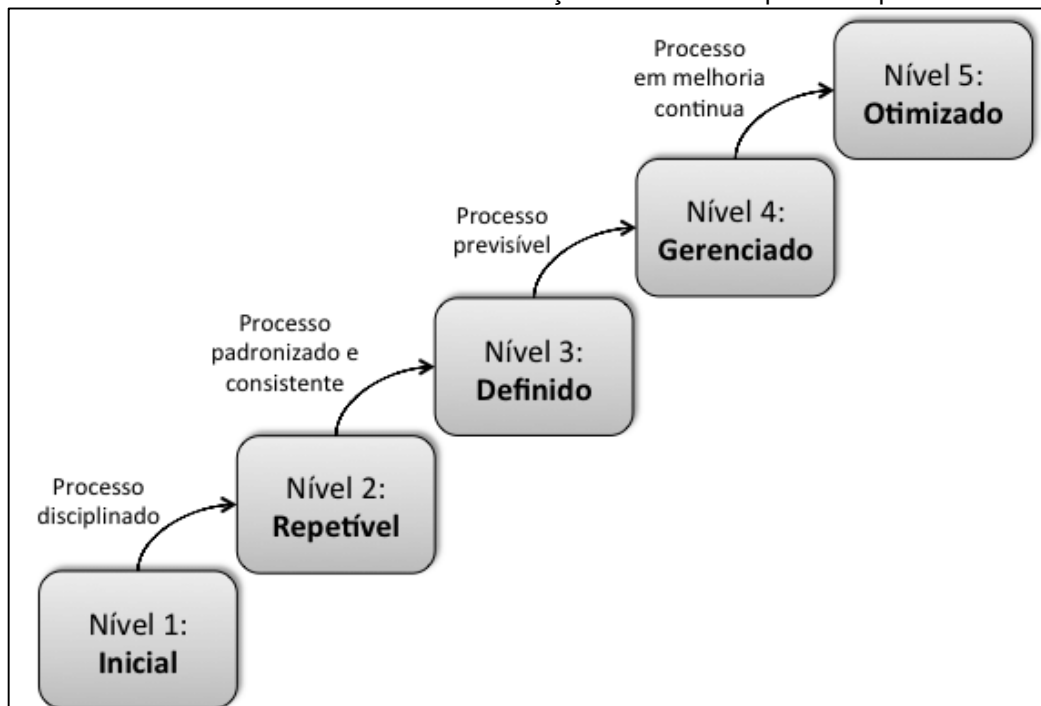 Processo
em melhoria
continua
Nível 5:
Otimizado
Processo
previsível
Nível 4:
Gerenciado
Processo
padronizado e
consistente
Nível 3:
Definido
Processo
disciplinado
Nível 2:
Repetível
Nível 1:
Inicial